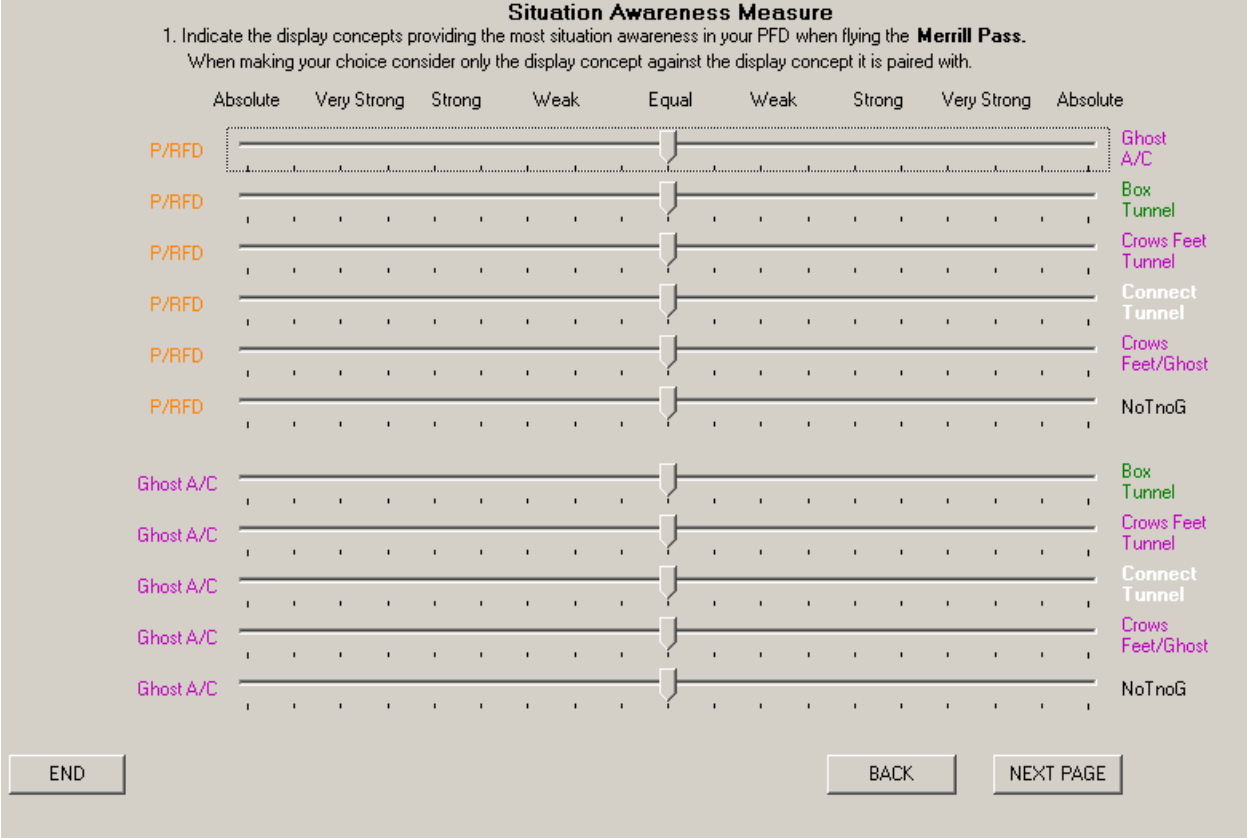 Situation Awareness Measure
1. Indicate the display concepts providing the most situation awareness in your PFD when flying the Merrill Pass.
When making your choice consider only the display concept against the display concept it is paired with.
Absolute Very Strong Strong Weak Equal Weak Strong Very Strong Absolute
P/RFD Ghost
A/C
P/RFD Box
Tunnel
P/RFD Crows Feet
Tunnel
P/RFD Connect
Tunnel
P/RFD Crows
Feet/Ghost
P/RFD NoTnoG
Ghost A/C Box
Tunnel
Ghost A/C Crows Feet
Tunnel
Ghost A/C Connect
Tunnel
Ghost A/C Crows
Feet/Ghost
Ghost A/C NoTnoG
END BACK NEXT PAGE